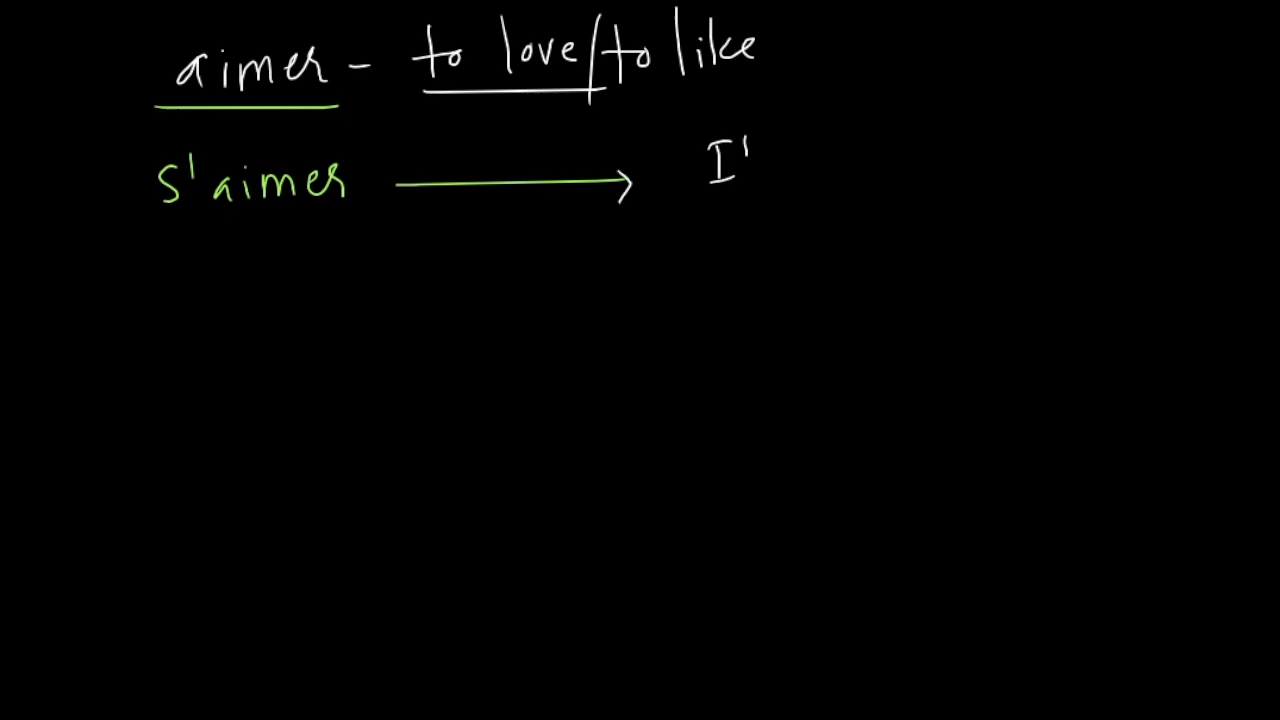 aimer - to love/to like
s'aimer → I'